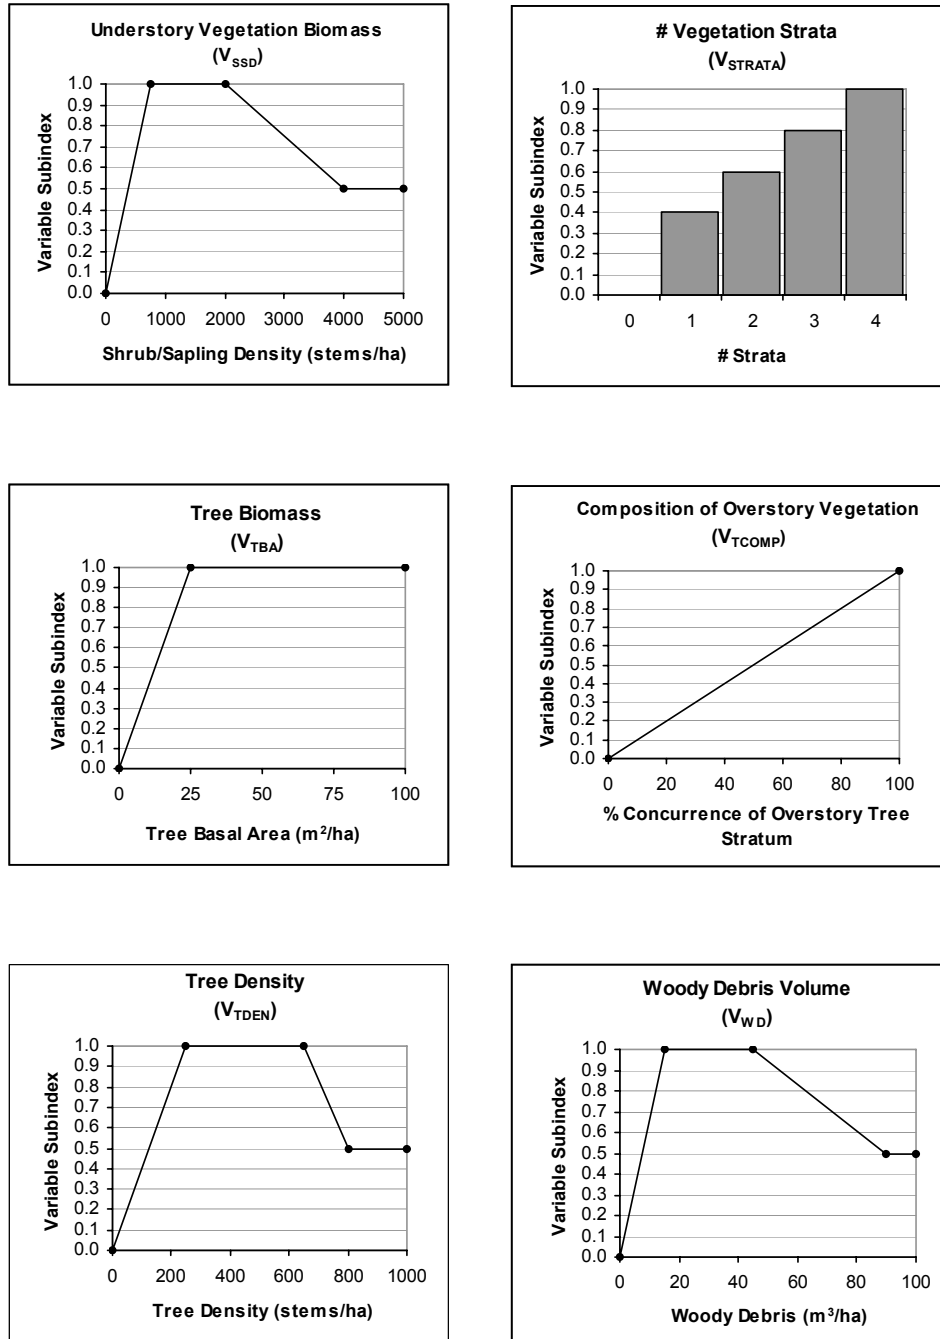 Understory Vegetation Biomass
(VSSD)
Variable Subindex
1.0
0.9
0.8
0.7
0.6
0.5
0.4
0.3
0.2
0.1
0.0
0 1000 2000 3000 4000 5000
Shrub/Sapling Density (stems/ha)
# Vegetation Strata
(VSTRATA)
Variable Subindex
1.0
0.9
0.8
0.7
0.6
0.5
0.4
0.3
0.2
0.1
0.0
0 1 2 3 4
# Strata
Tree Biomass
(VTBA)
Variable Subindex
1.0
0.9
0.8
0.7
0.6
0.5
0.4
0.3
0.2
0.1
0.0
0 25 50 75 100
Tree Basal Area (m²/ha)
Composition of Overstory Vegetation
(VTCOMP)
Variable Subindex
1.0
0.9
0.8
0.7
0.6
0.5
0.4
0.3
0.2
0.1
0.0
0 20 40 60 80 100
% Concurrence of Overstory Tree
Stratum
Tree Density
(VTDEN)
Variable Subindex
1.0
0.9
0.8
0.7
0.6
0.5
0.4
0.3
0.2
0.1
0.0
0 200 400 600 800 1000
Tree Density (stems/ha)
Woody Debris Volume
(VWD)
Variable Subindex
1.0
0.9
0.8
0.7
0.6
0.5
0.4
0.3
0.2
0.1
0.0
0 20 40 60 80 100
Woody Debris (m³/ha)